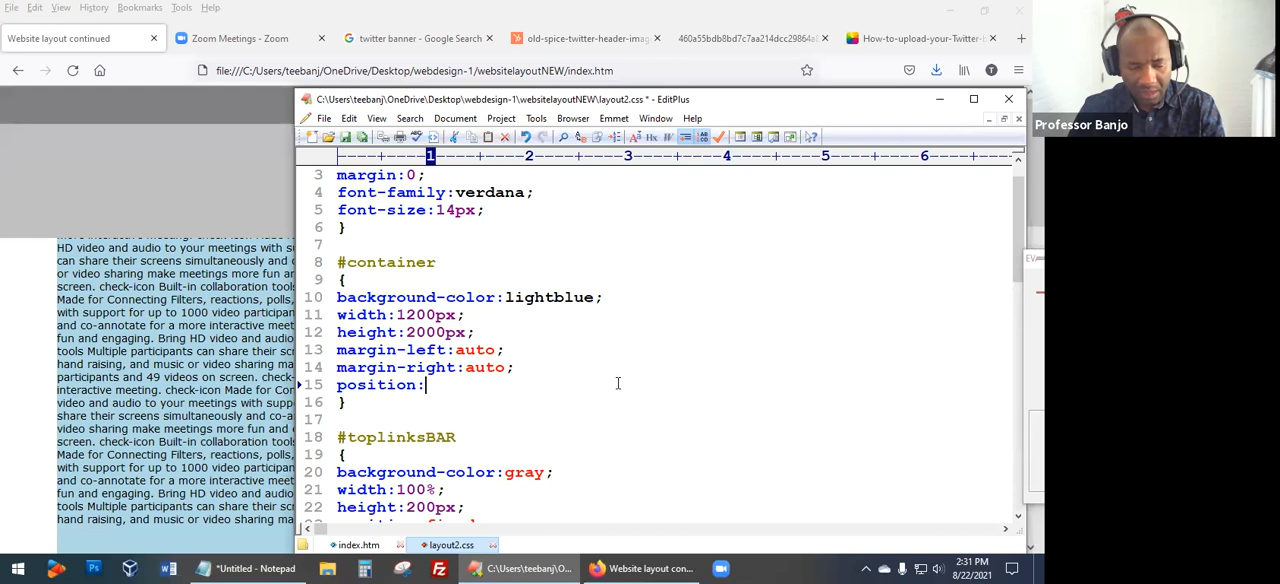 File Edit View History Bookmarks Tools Help
Website layout continued
Zoom Meetings - Zoom
twitter banner - Google Search
old-spice-twitter-header-ima
460a55bdb8bd7c7aa214dcc29864a
How-to-upload-your-Twitter-b
file:///C:/Users/teebanj/OneDrive/Desktop/webdesign-1/websitelayoutNEW/index.htm
Professor Banjo
C:\Users\teebanj\OneDrive\Desktop\webdesign-1\websitelayoutNEW\layout2.css * - EditPlus
File Edit View Search Document Project Tools Browser Emmet Window Help
1 2 3 4 5 6
3 margin:0;
4 font-family:verdana;
5 font-size:14px;
6 }
7
8 #container
9 {
10 background-color:lightblue;
11 width:1200px;
12 height:2000px;
13 margin-left:auto;
14 margin-right:auto;
15 position:
16 }
17
18 #toplinksBAR
19 {
20 background-color:gray;
21 width:100%;
22 height:200px;
HD video and audio to your meetings with su
can share their screens simultaneously and c
or video sharing make meetings more fun an
screen. check-icon Built-in collaboration tools
Made for Connecting Filters, reactions, polls,
with support for up to 1000 video participan
and co-annotate for a more interactive meet
fun and engaging. Bring HD video and audio
tools Multiple participants can share their scr
hand raising, and music or video sharing ma
participants and 49 videos on screen. check-
interactive meeting. check-icon Made for Con
video and audio to your meetings with suppo
share their screens simultaneously and co-a
video sharing make meetings more fun and
screen. check-icon Built-in collaboration tools
Made for Connecting Filters, reactions, polls,
with support for up to 1000 video participan
and co-annotate for a more interactive meet
fun and engaging. Bring HD video and audio
tools Multiple participants can share their scr
hand raising, and music or video sharing ma
index.htm layout2.css
*Untitled - Notepad
C:\Users\teebanj\On...
Website layout con...
2:31 PM
8/22/2021